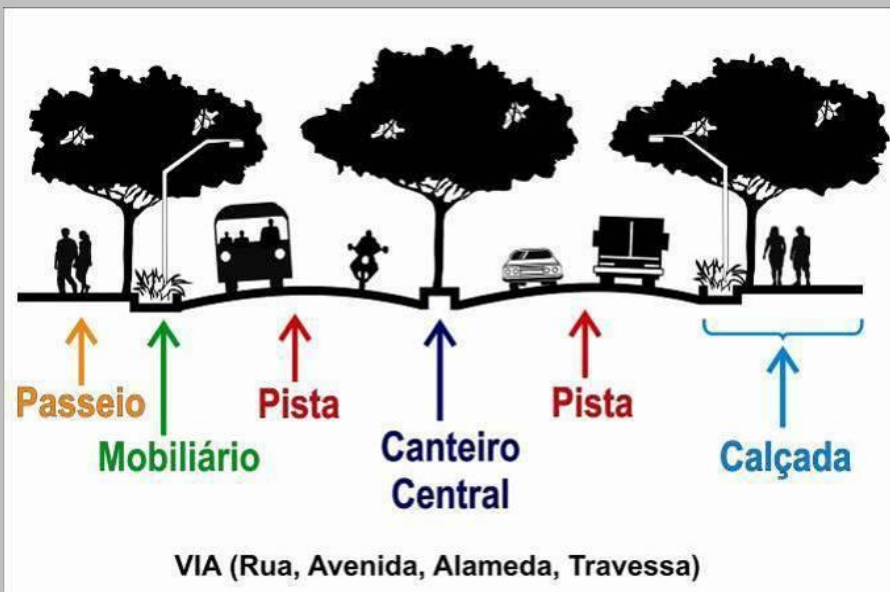 Passeio
Mobiliário
Pista
Canteiro
Central
Pista
Calçada
VIA (Rua, Avenida, Alameda, Travessa)